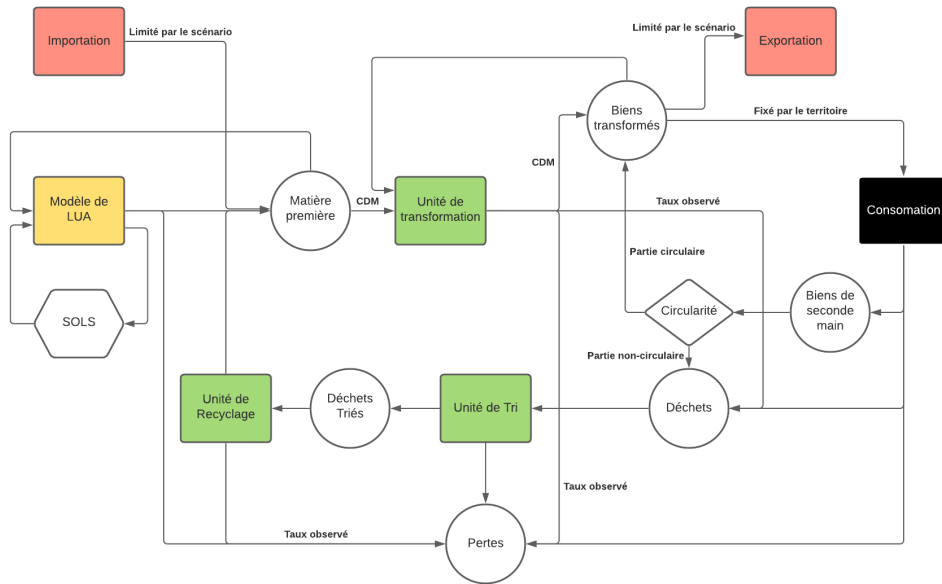 Importation
Limité par le scénario
Limité par le scénario
Exportation
Biens
transformés
Fixé par le territoire
CDM
Modèle de
LUA
Matière
première
CDM
Unité de
transformation
Taux observé
Consomation
Partie circulaire
SOLS
Circularité
Biens de
seconde
main
Partie non-circulaire
Unité de
Recyclage
Déchets
Triés
Unité de Tri
Déchets
Taux observé
Taux observé
Pertes